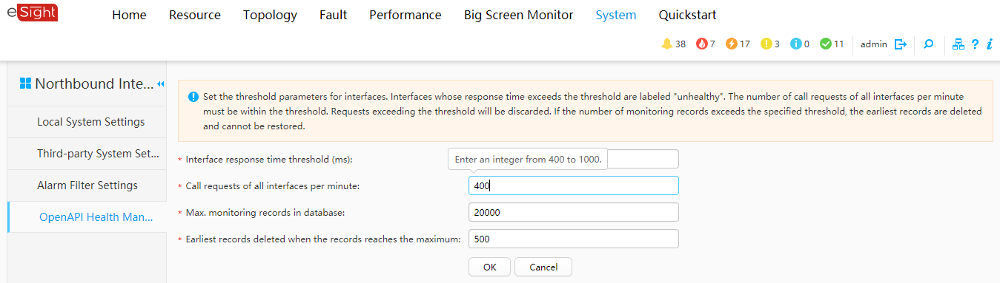 eSight
Home Resource Topology Fault Performance Big Screen Monitor System Quickstart
38 7 17 3 0 11 admin ? i
Northbound Inte...
Local System Settings
Third-party System Set...
Alarm Filter Settings
OpenAPI Health Man...
Set the threshold parameters for interfaces. Interfaces whose response time exceeds the threshold are labeled "unhealthy". The number of call requests of all interfaces per minute
must be within the threshold. Requests exceeding the threshold will be discarded. If the number of monitoring records exceeds the specified threshold, the earliest records are deleted
and cannot be restored.
* Interface response time threshold (ms):
Enter an integer from 400 to 1000.
* Call requests of all interfaces per minute: 400
* Max. monitoring records in database: 20000
* Earliest records deleted when the records reaches the maximum: 500
OK Cancel